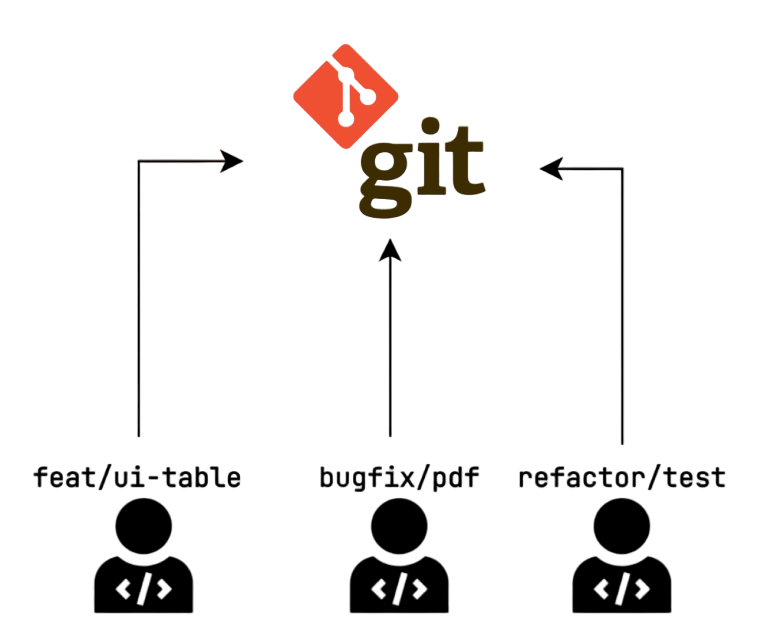 git
feat/ui-table
bugfix/pdf
refactor/test
</>
</>
</>